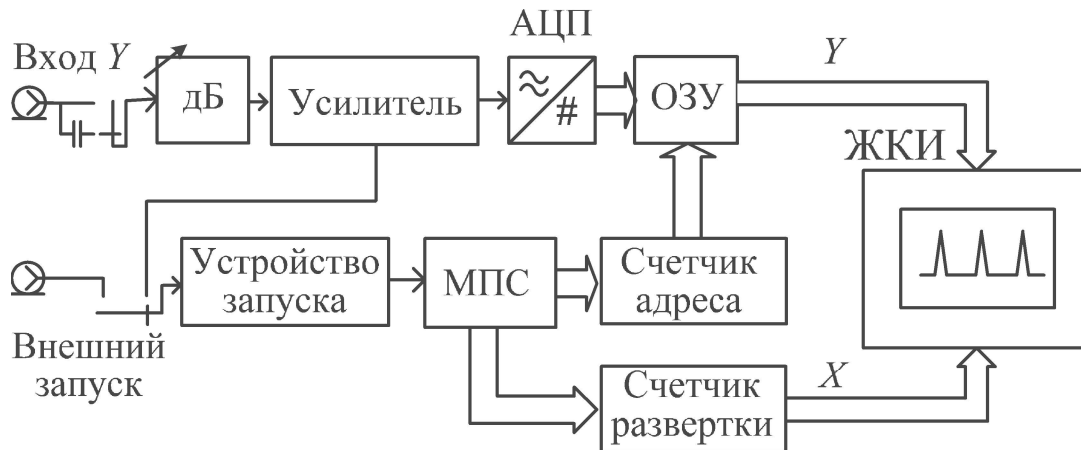 АЦП
Вход Y
Y
дБ
Усилитель
#
ОЗУ
ЖКИ
Устройство
запуска
МПС
Счетчик
адреса
Внешний
запуск
X
Счетчик
развертки